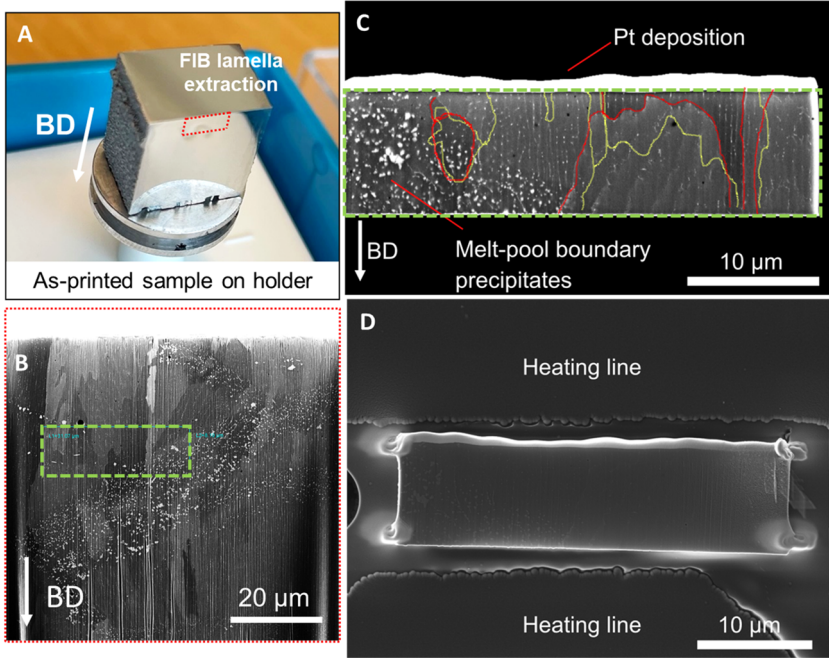 A
FIB lamella
extraction
BD
As-printed sample on holder
B
BD
20 µm
C
Pt deposition
BD
Melt-pool boundary
precipitates
10 µm
D
Heating line
Heating line
10 µm